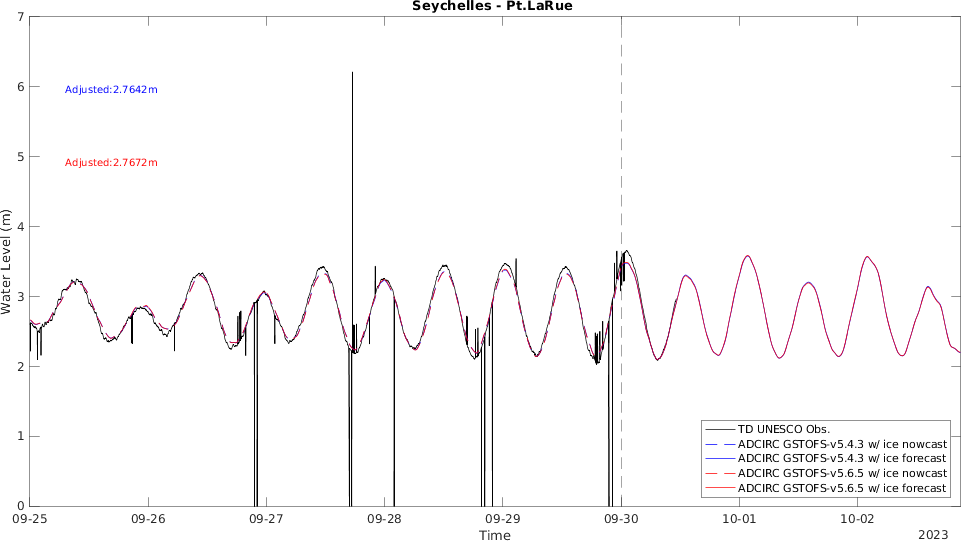 Seychelles - Pt.LaRue
7
6
5
4
3
2
1
0
Water Level (m)
Adjusted:2.7642m
Adjusted:2.7672m
TD UNESCO Obs.
ADCIRC GSTOFS-v5.4.3 w/ ice nowcast
ADCIRC GSTOFS-v5.4.3 w/ ice forecast
ADCIRC GSTOFS-v5.6.5 w/ ice nowcast
ADCIRC GSTOFS-v5.6.5 w/ ice forecast
09-25 09-26 09-27 09-28 09-29 09-30 10-01 10-02
Time
2023